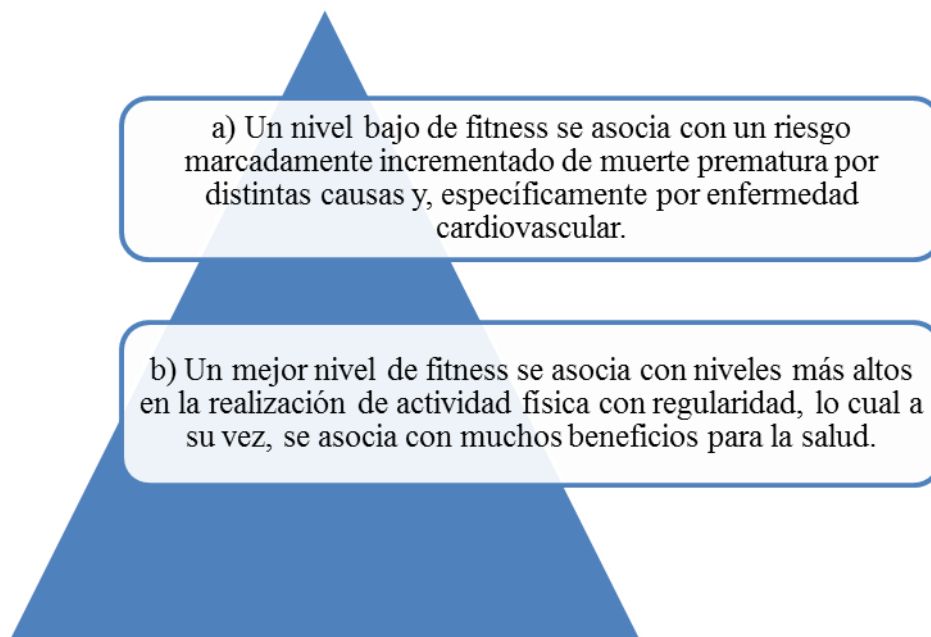 a) Un nivel bajo de fitness se asocia con un riesgo
marcadamente incrementado de muerte prematura por
distintas causas y, específicamente por enfermedad
cardiovascular.
b) Un mejor nivel de fitness se asocia con niveles más altos
en la realización de actividad física con regularidad, lo cual a
su vez, se asocia con muchos beneficios para la salud.